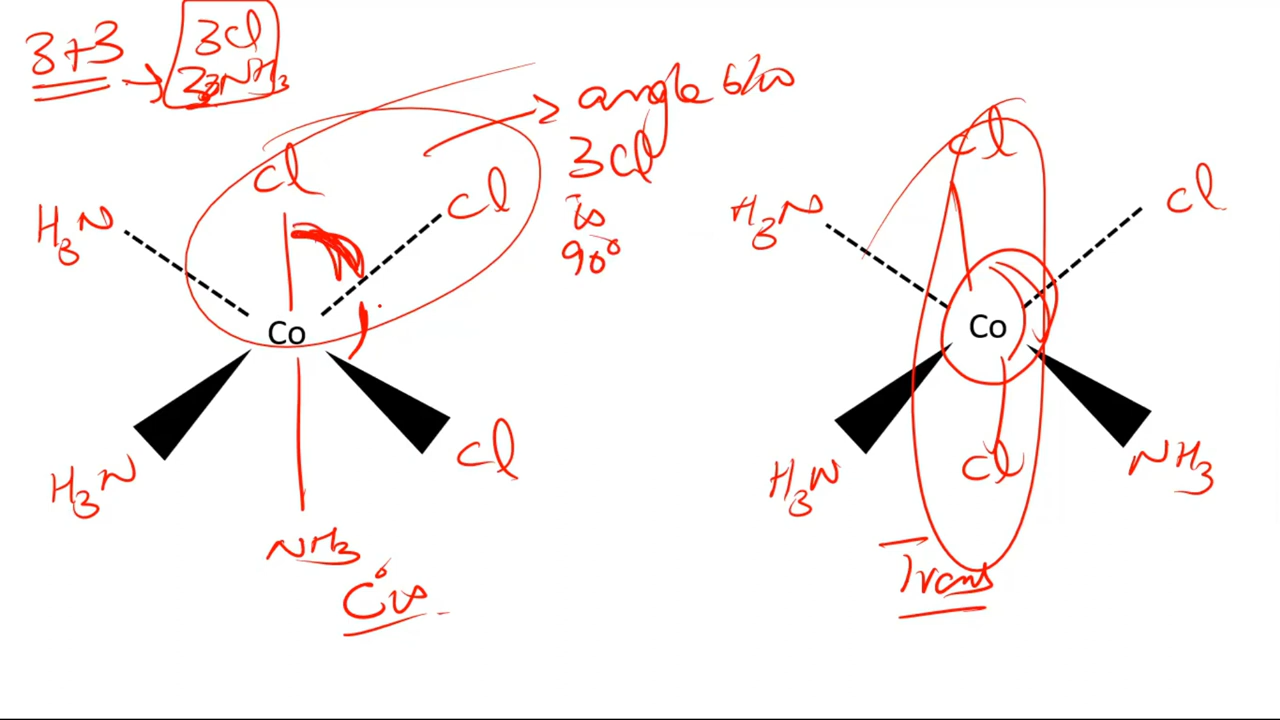 3+3 → 3Cl
3NH3
angle b/w
3Cl
is
90°
Cl
Cl
H3N
Co
H3N
Cl
NH3
Cis
Cl
Cl
H3N
Co
H3N
Cl
NH3
Trans